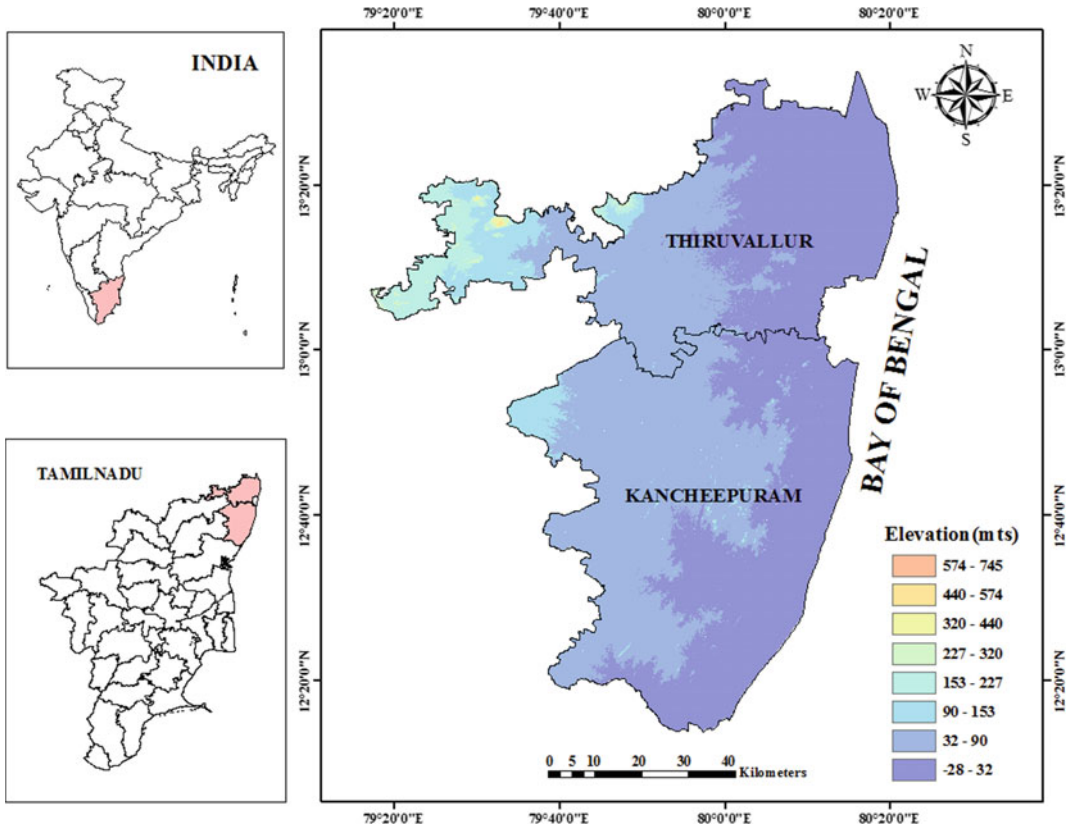 INDIA
TAMILNADU
79°20'0"E 79°40'0"E 80°0'0"E 80°20'0"E
N
W E
S
13°20'0"N 13°20'0"N
THIRUVALLUR
13°0'0"N 13°0'0"N
BAY OF BENGAL
KANCHEEPURAM
12°40'0"N 12°40'0"N
12°20'0"N 12°20'0"N
Elevation (mts)
574 - 745
440 - 574
320 - 440
227 - 320
153 - 227
90 - 153
32 - 90
-28 - 32
0 5 10 20 30 40
Kilometers
79°20'0"E 79°40'0"E 80°0'0"E 80°20'0"E